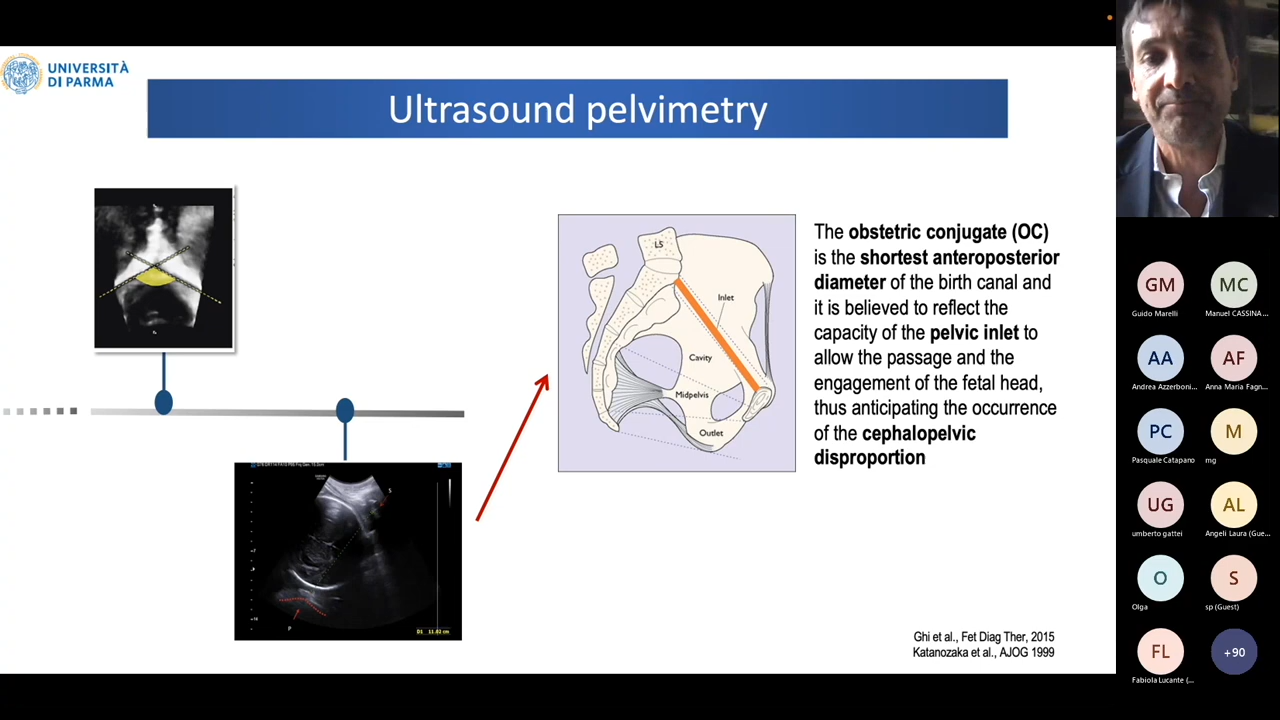 UNIVERSITÀ
DI PARMA
Ultrasound pelvimetry
L5
Inlet
Cavity
Midpelvis
Outlet
The obstetric conjugate (OC)
is the shortest anteroposterior
diameter of the birth canal and
it is believed to reflect the
capacity of the pelvic inlet to
allow the passage and the
engagement of the fetal head,
thus anticipating the occurrence
of the cephalopelvic
disproportion
S
P
D1 11.82 cm
Ghi et al., Fet Diag Ther, 2015
Katanozaka et al., AJOG 1999
GM
MC
Guido Marelli
Manuel CASSINA...
AA
AF
Andrea Azzerboni...
Anna Maria Fagn...
PC
M
Pasquale Catapano
mg
UG
AL
umberto gattei
Angeli Laura (Gue...
O
S
Olga
sp (Guest)
FL
+90
Fabiola Lucante (...